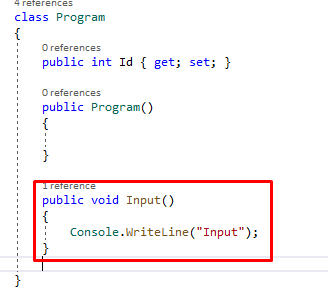 4 references
class Program
{
0 references
public int Id { get; set; }
0 references
public Program()
{
}
1 reference
public void Input()
{
Console.WriteLine("Input");
}
}